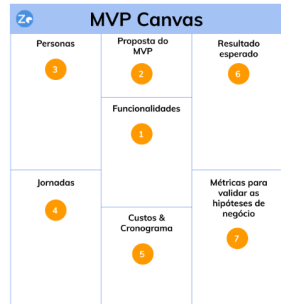 Ze
MVP Canvas
Personas
3
Proposta do
MVP
2
Resultado
esperado
6
Funcionalidades
1
Jornadas
4
Custos &
Cronograma
5
Métricas para
validar as
hipóteses de
negócio
7